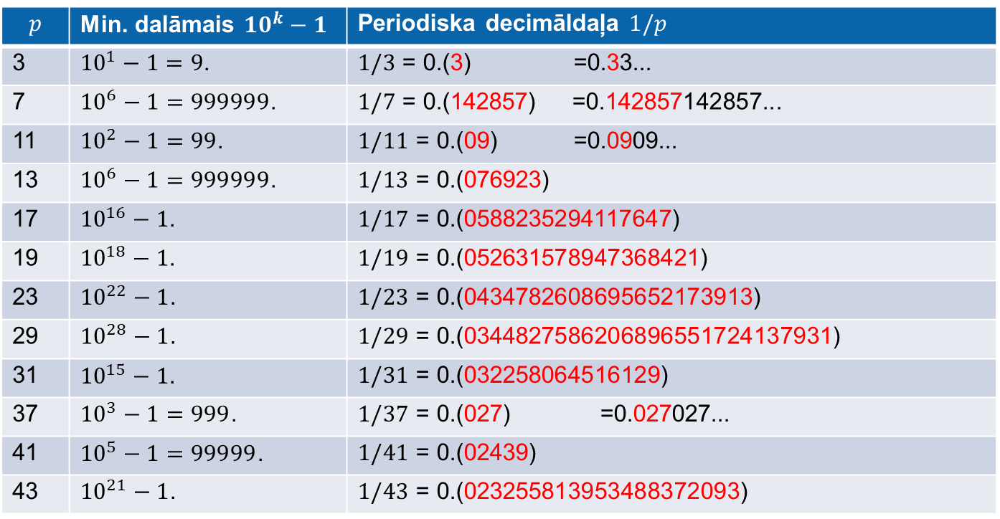 p Min. dalāmais 10^k − 1 Periodiska decimāldaļa 1/p
3 10^1 − 1 = 9. 1/3 = 0.(3) =0.33...
7 10^6 − 1 = 999999. 1/7 = 0.(142857) =0.142857142857...
11 10^2 − 1 = 99. 1/11 = 0.(09) =0.0909...
13 10^6 − 1 = 999999. 1/13 = 0.(076923)
17 10^16 − 1. 1/17 = 0.(0588235294117647)
19 10^18 − 1. 1/19 = 0.(052631578947368421)
23 10^22 − 1. 1/23 = 0.(0434782608695652173913)
29 10^28 − 1. 1/29 = 0.(0344827586206896551724137931)
31 10^15 − 1. 1/31 = 0.(032258064516129)
37 10^3 − 1 = 999. 1/37 = 0.(027) =0.027027...
41 10^5 − 1 = 99999. 1/41 = 0.(02439)
43 10^21 − 1. 1/43 = 0.(023255813953488372093)